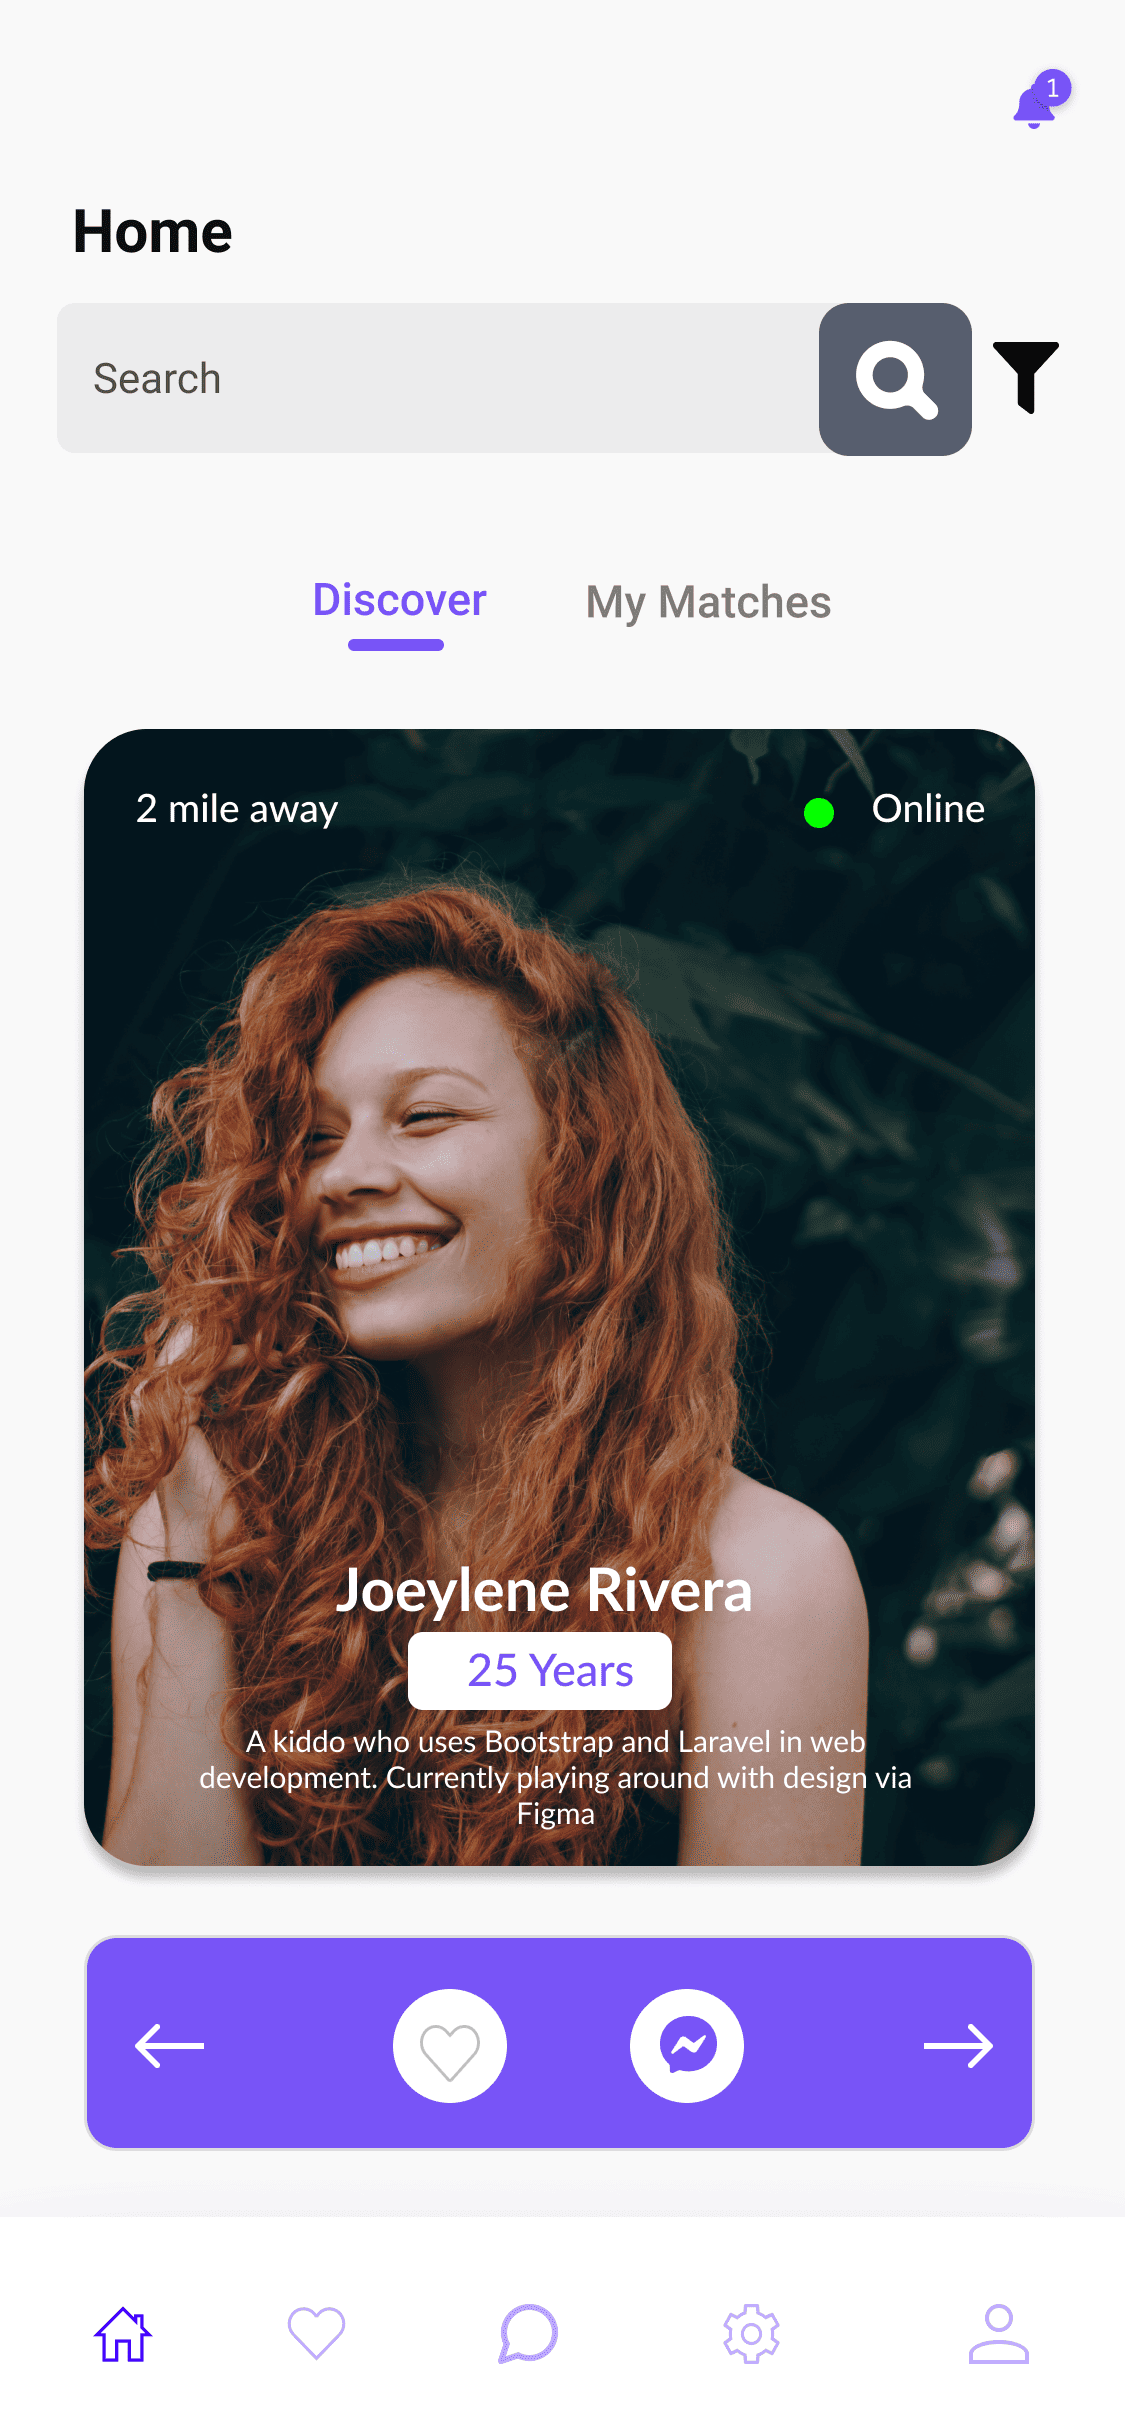 1
Home
Search
Discover
My Matches
2 mile away
Online
Joeylene Rivera
25 Years
A kiddo who uses Bootstrap and Laravel in web
development. Currently playing around with design via
Figma